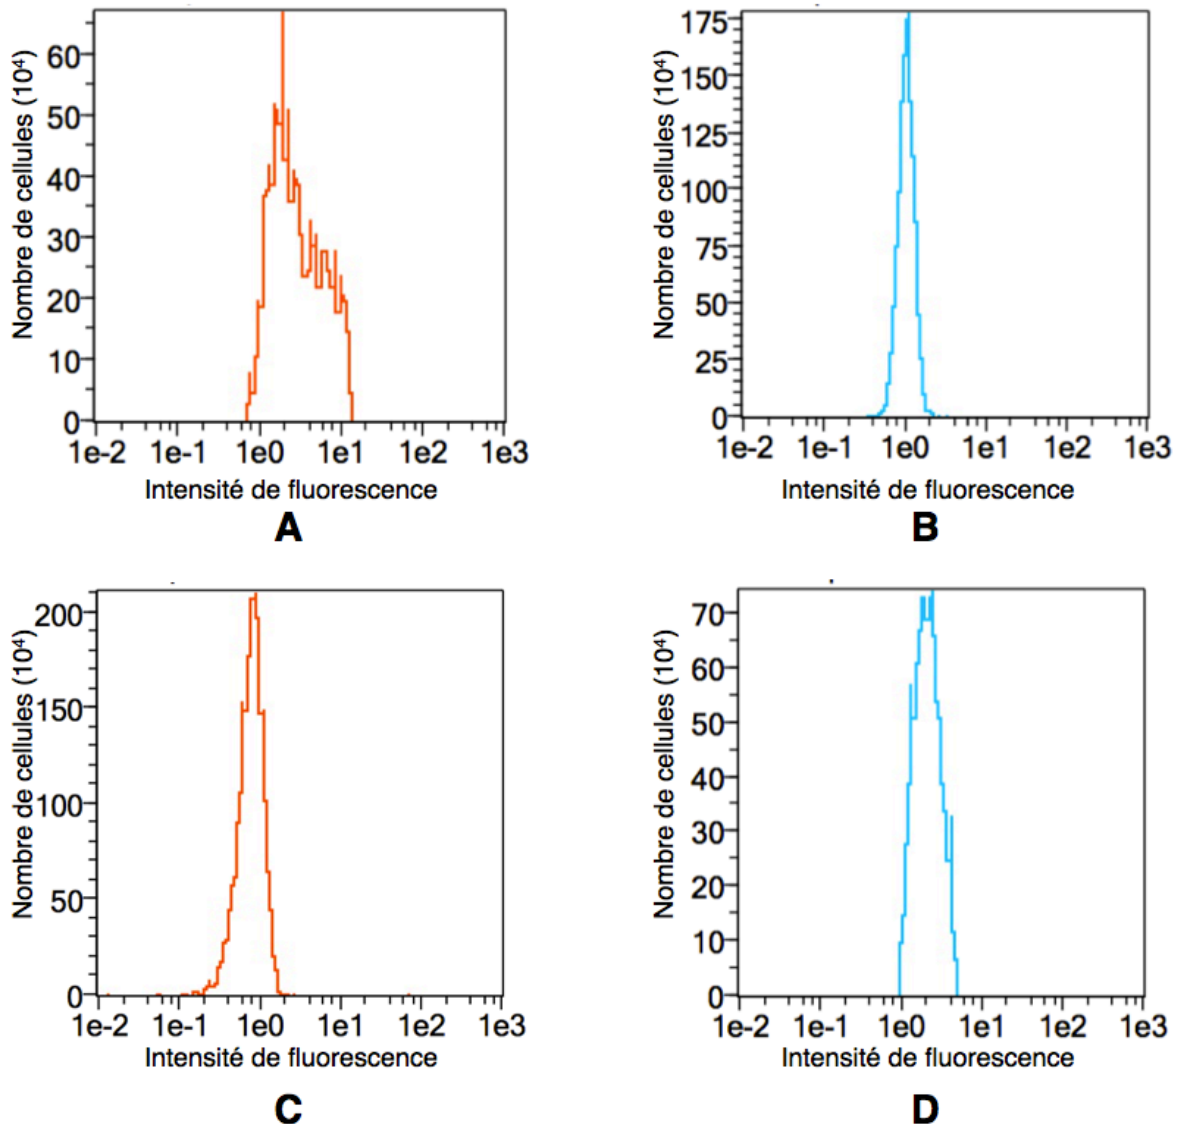 Nombre de cellules (10⁴)
60
50
40
30
20
10
0
1e-2 1e-1 1e0 1e1 1e2 1e3
Intensité de fluorescence
A
Nombre de cellules (10⁴)
175
150
125
100
75
50
25
0
1e-2 1e-1 1e0 1e1 1e2 1e3
Intensité de fluorescence
B
Nombre de cellules (10⁴)
200
150
100
50
0
1e-2 1e-1 1e0 1e1 1e2 1e3
Intensité de fluorescence
C
Nombre de cellules (10⁴)
70
60
50
40
30
20
10
0
1e-2 1e-1 1e0 1e1 1e2 1e3
Intensité de fluorescence
D